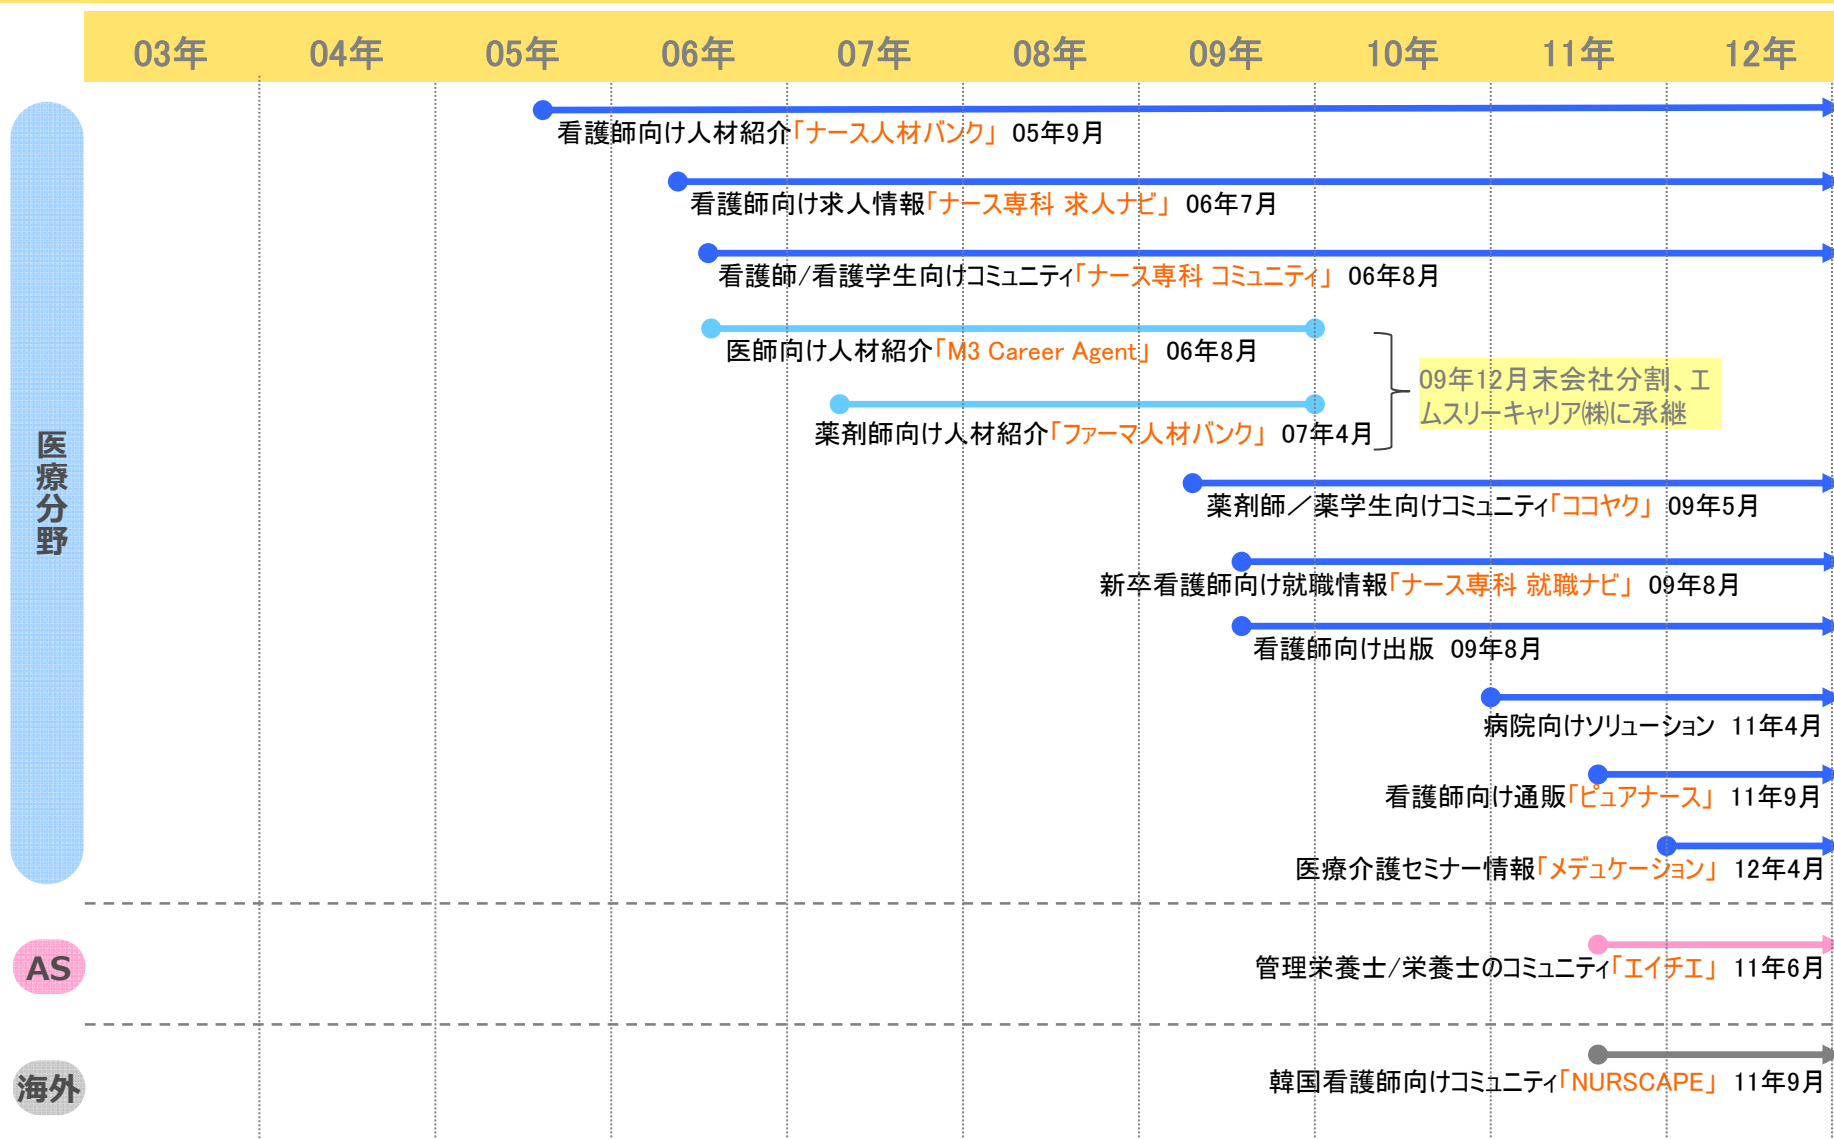 03年 04年 05年 06年 07年 08年 09年 10年 11年 12年
医療分野
看護師向け人材紹介「ナース人材バンク」 05年9月
看護師向け求人情報「ナース専科 求人ナビ」 06年7月
看護師/看護学生向けコミュニティ「ナース専科 コミュニティ」 06年8月
医師向け人材紹介「M3 Career Agent」 06年8月
薬剤師向け人材紹介「ファーマ人材バンク」 07年4月
09年12月末会社分割、エ
ムスリーキャリア㈱に承継
薬剤師／薬学生向けコミュニティ「ココヤク」 09年5月
新卒看護師向け就職情報「ナース専科 就職ナビ」 09年8月
看護師向け出版 09年8月
病院向けソリューション 11年4月
看護師向け通販「ピュアナース」 11年9月
医療介護セミナー情報「メデュケーション」 12年4月
AS
管理栄養士/栄養士のコミュニティ「エイチエ」 11年6月
海外
韓国看護師向けコミュニティ「NURSCAPE」 11年9月